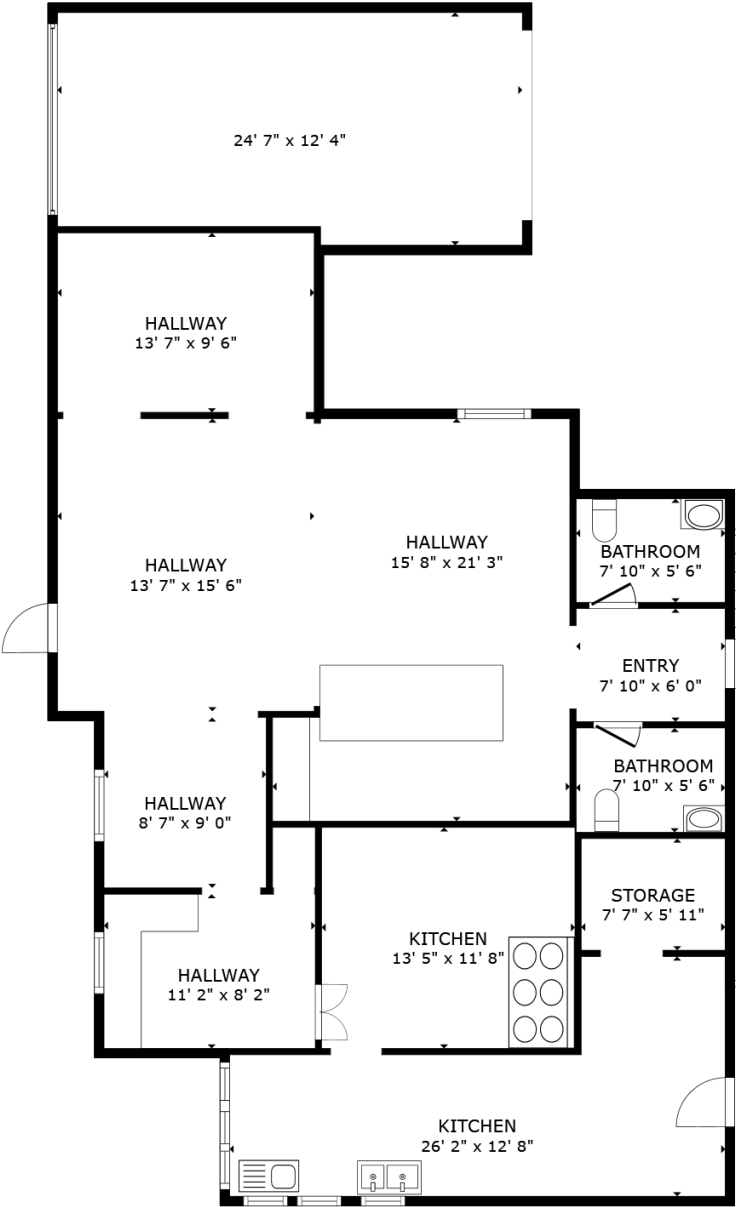 24' 7" x 12' 4"
HALLWAY
13' 7" x 9' 6"
HALLWAY
13' 7" x 15' 6"
HALLWAY
15' 8" x 21' 3"
BATHROOM
7' 10" x 5' 6"
ENTRY
7' 10" x 6' 0"
BATHROOM
7' 10" x 5' 6"
HALLWAY
8' 7" x 9' 0"
STORAGE
7' 7" x 5' 11"
KITCHEN
13' 5" x 11' 8"
HALLWAY
11' 2" x 8' 2"
KITCHEN
26' 2" x 12' 8"